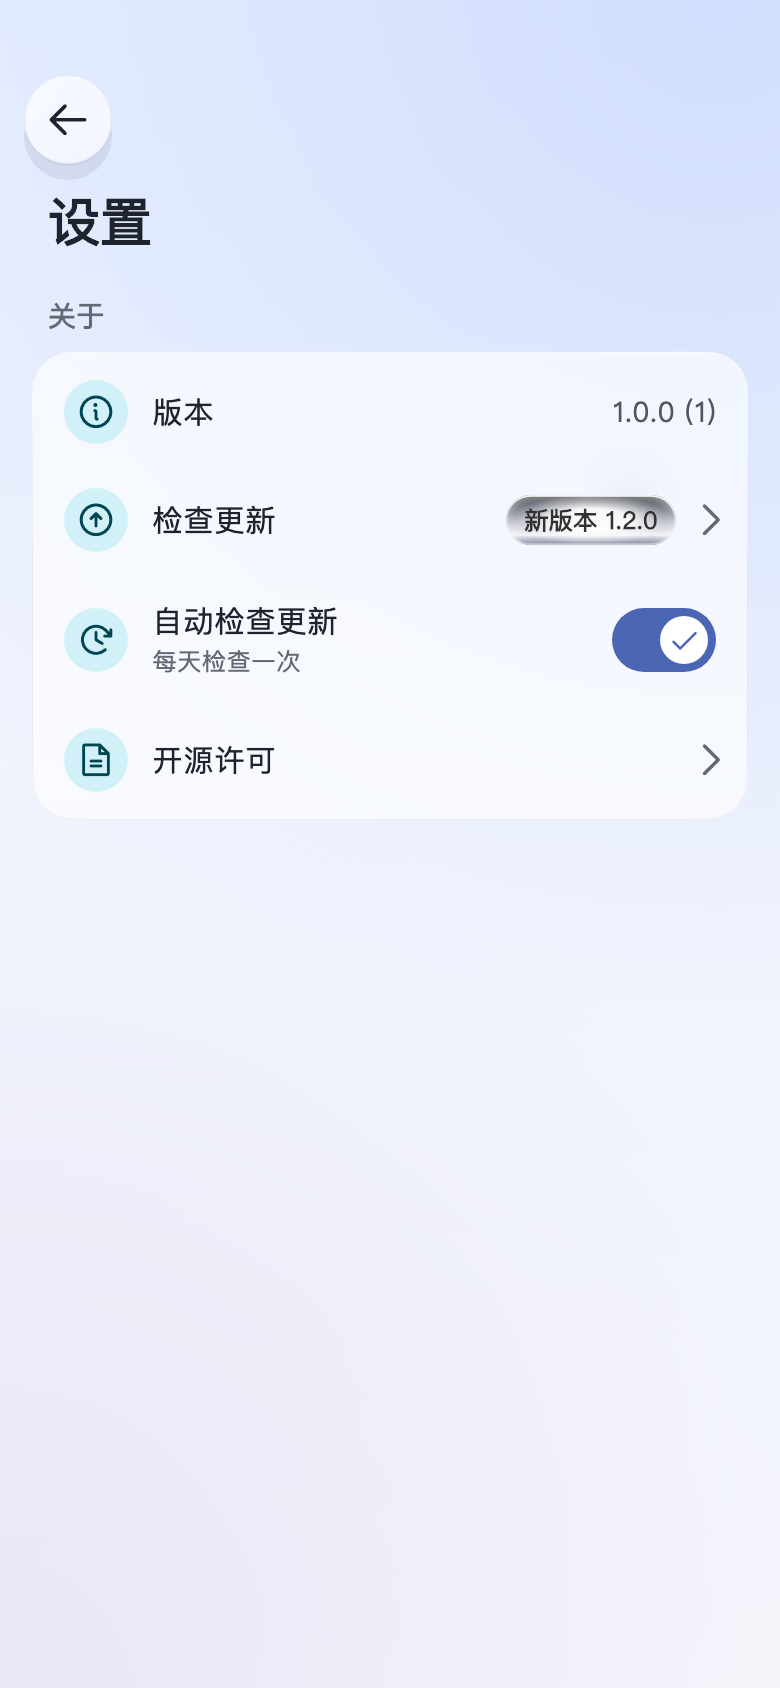 设置
关于
版本 1.0.0 (1)
检查更新 新版本 1.2.0
自动检查更新
每天检查一次
开源许可